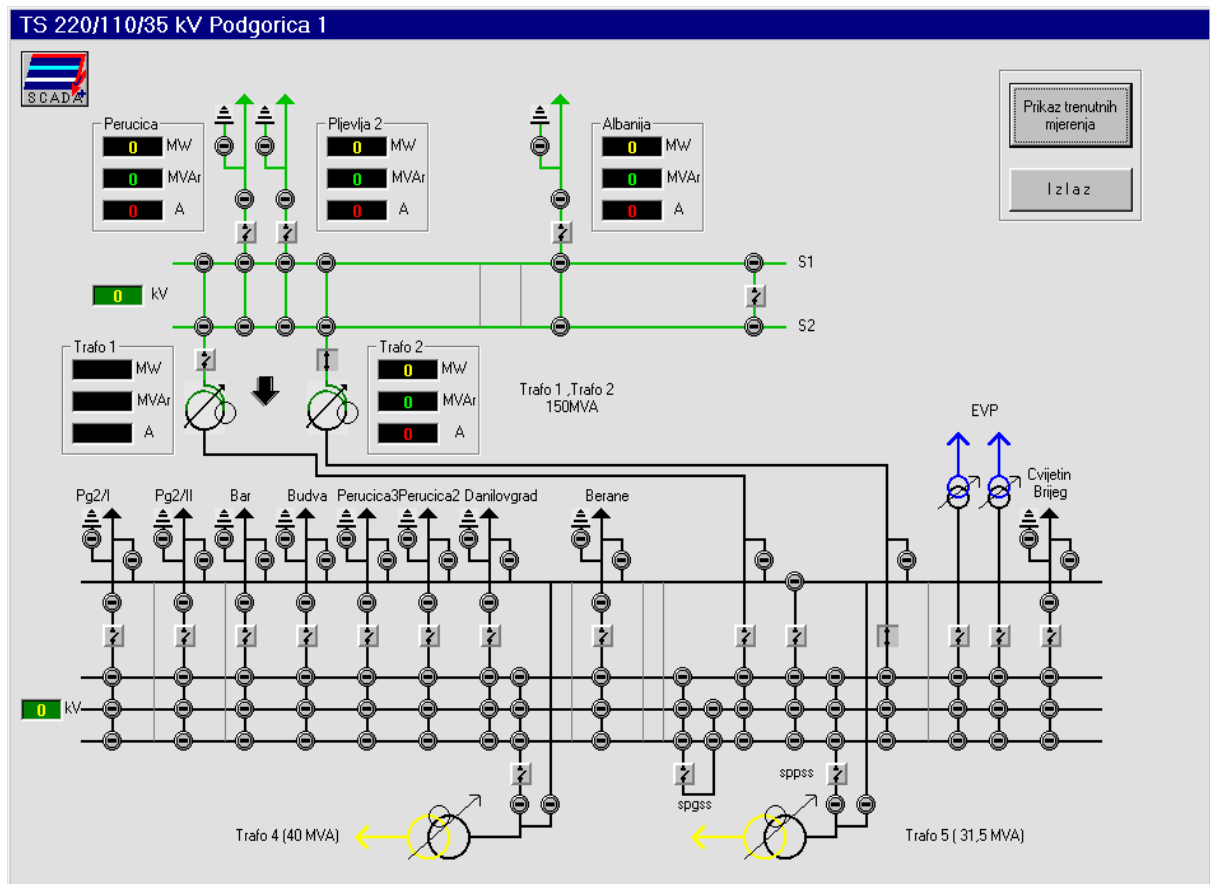 TS 220/110/35 kV Podgorica 1
SCADA
Perucica
0 MW
0 MVAr
0 A
Pljevlja 2
0 MW
0 MVAr
0 A
Albanija
0 MW
0 MVAr
0 A
Prikaz trenutnih
mjerenja
Izlaz
S1
0 kV
S2
Trafo 1
MW
MVAr
A
Trafo 2
0 MW
0 MVAr
0 A
Trafo 1 ,Trafo 2
150MVA
EVP
Pg2/I
Pg2/II
Bar
Budva
Perucica3
Perucica2
Danilovgrad
Berane
Cvijetin
Brijeg
0 kV
sppss
spgss
Trafo 4 (40 MVA)
Trafo 5 ( 31,5 MVA)